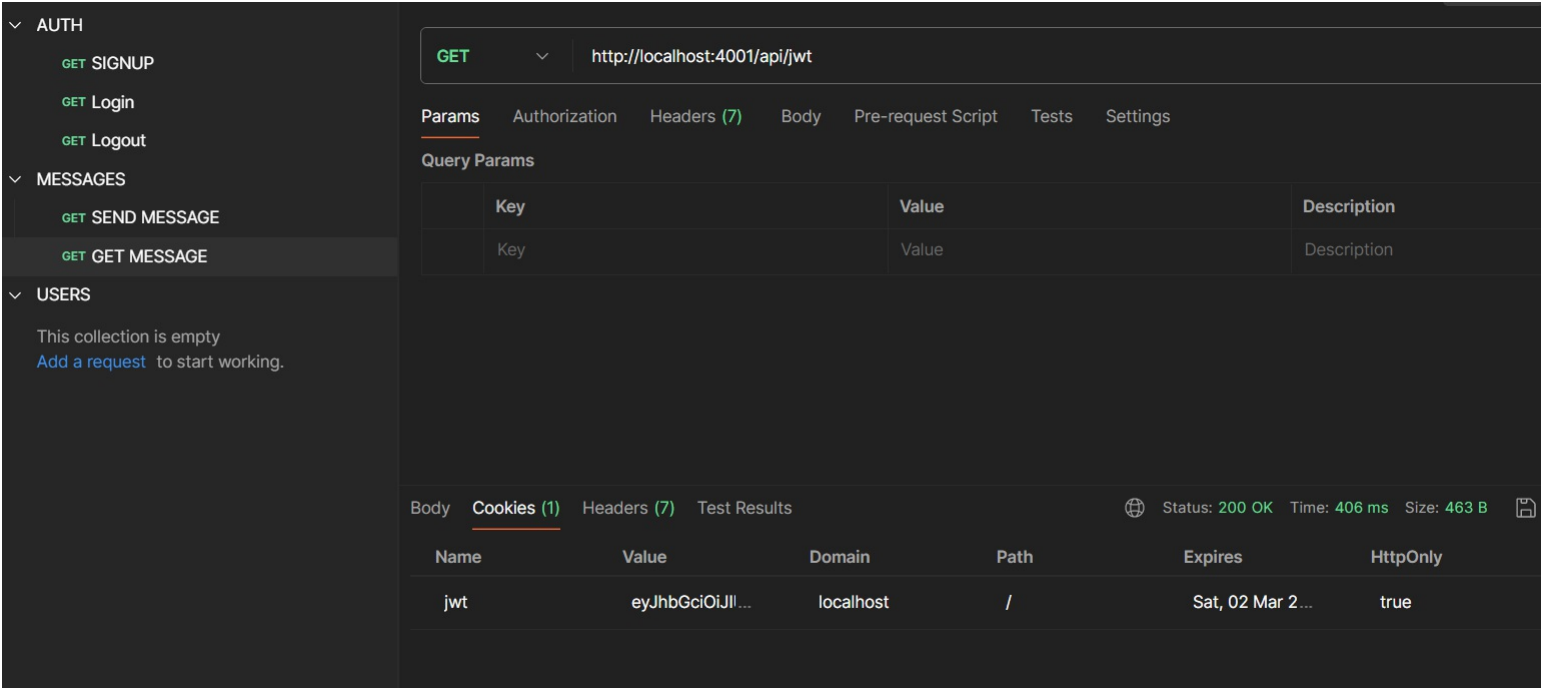 AUTH
GET SIGNUP
GET Login
GET Logout
MESSAGES
GET SEND MESSAGE
GET GET MESSAGE
USERS
This collection is empty
Add a request to start working.
GET http://localhost:4001/api/jwt
Params Authorization Headers (7) Body Pre-request Script Tests Settings
Query Params
Key Value Description
Key Value Description
Body Cookies (1) Headers (7) Test Results Status: 200 OK Time: 406 ms Size: 463 B
Name Value Domain Path Expires HttpOnly
jwt eyJhbGciOiJI... localhost / Sat, 02 Mar 2... true